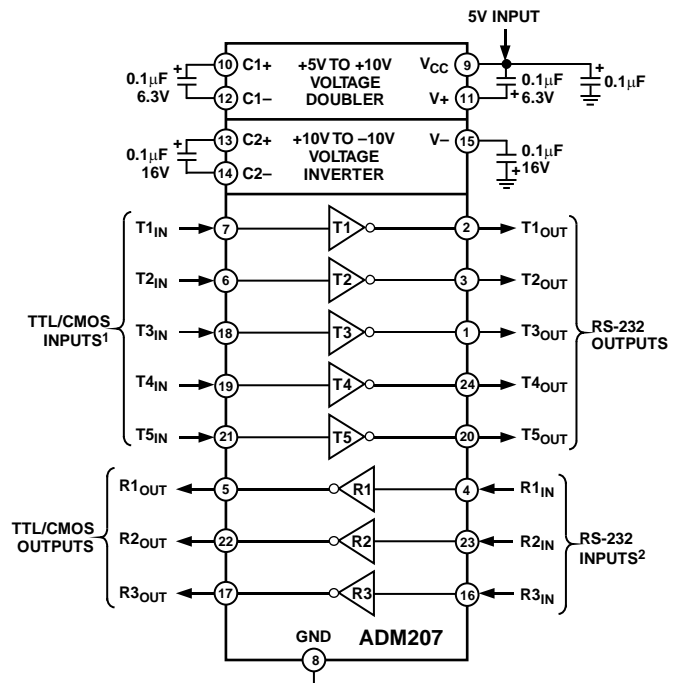 5V INPUT
0.1μF
6.3V
+
10
C1+
12
C1–
+5V TO +10V
VOLTAGE
DOUBLER
VCC
9
V+
11
+
0.1μF
6.3V
+
0.1μF
0.1μF
16V
+
13
C2+
14
C2–
+10V TO –10V
VOLTAGE
INVERTER
V–
15
0.1μF
16V
+
TTL/CMOS
INPUTS1
T1IN
7
T1
2
T1OUT
T2IN
6
T2
3
T2OUT
T3IN
18
T3
1
T3OUT
T4IN
19
T4
24
T4OUT
T5IN
21
T5
20
T5OUT
RS-232
OUTPUTS
TTL/CMOS
OUTPUTS
R1OUT
5
R1
4
R1IN
R2OUT
22
R2
23
R2IN
R3OUT
17
R3
16
R3IN
RS-232
INPUTS2
GND
8
ADM207